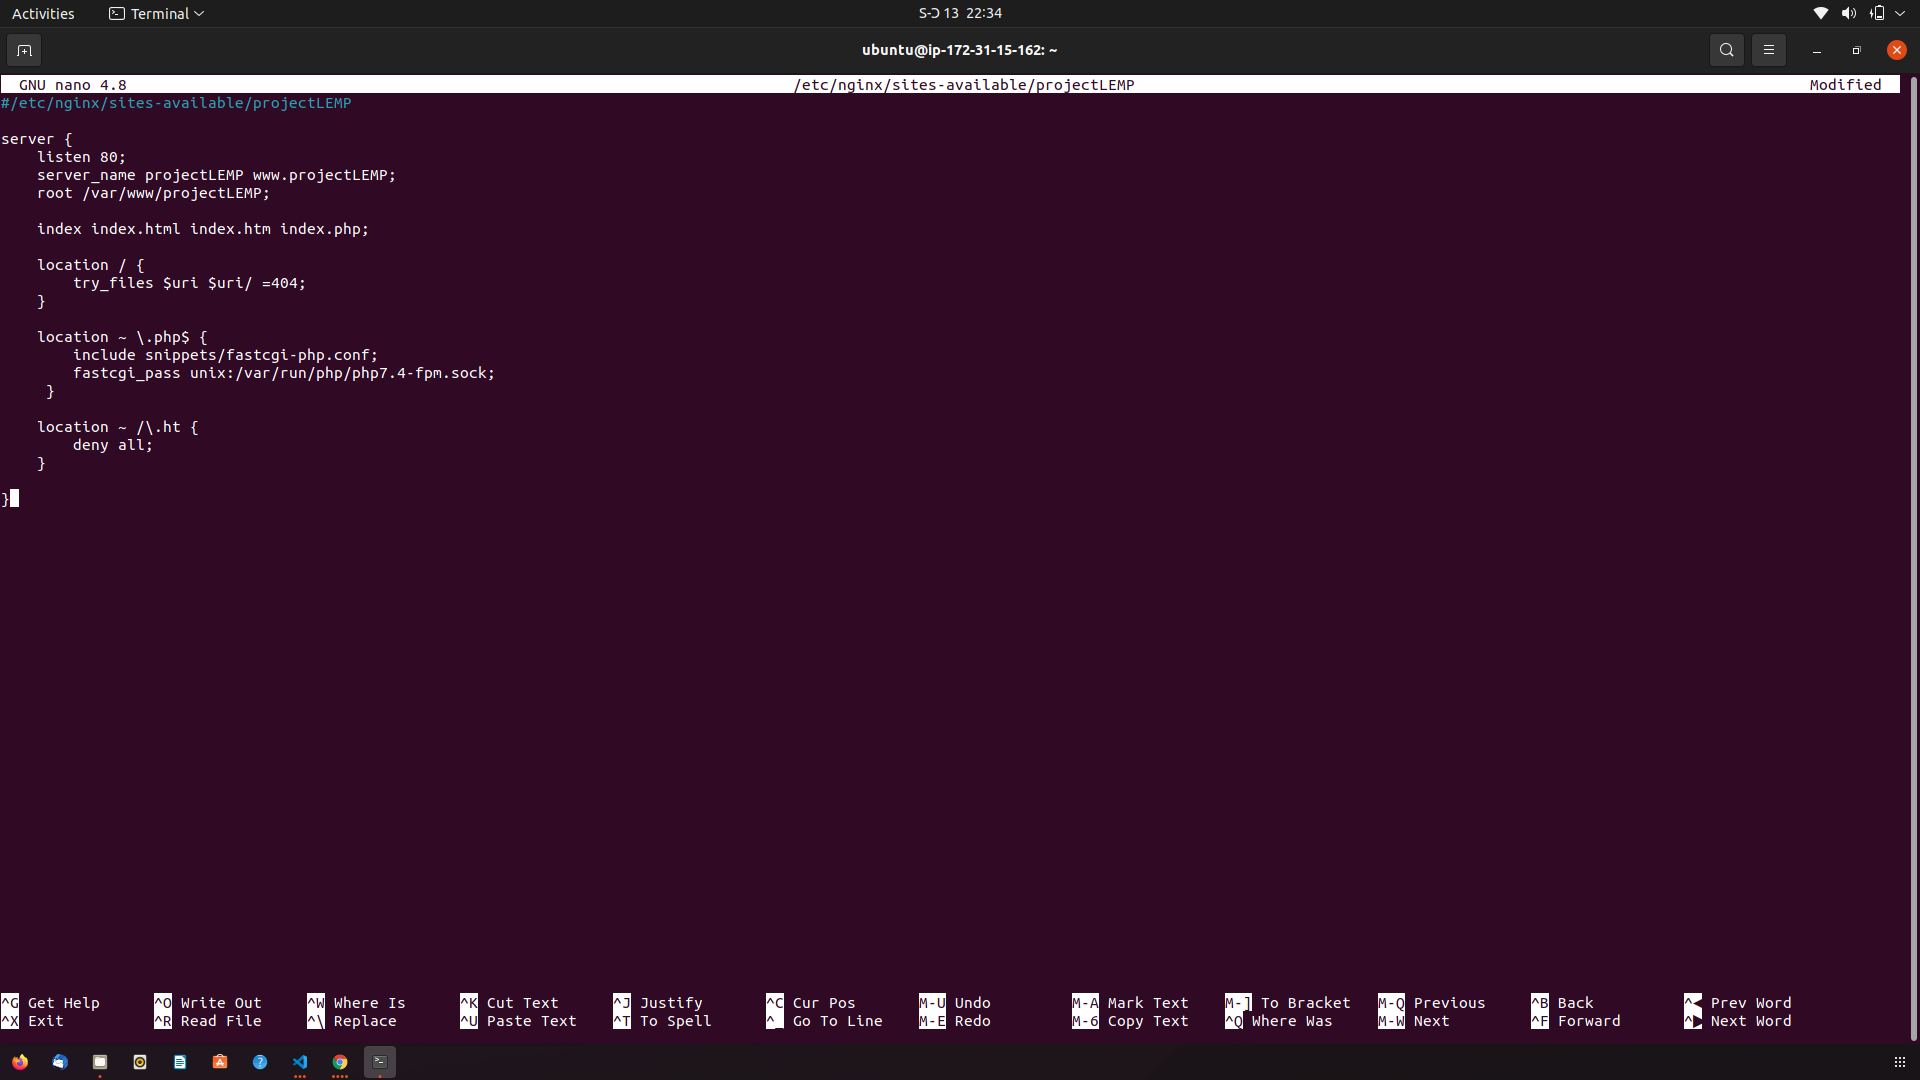 Activities Terminal S-Ɔ 13 22:34
ubuntu@ip-172-31-15-162: ~
GNU nano 4.8 /etc/nginx/sites-available/projectLEMP Modified
#/etc/nginx/sites-available/projectLEMP
server {
    listen 80;
    server_name projectLEMP www.projectLEMP;
    root /var/www/projectLEMP;
    index index.html index.htm index.php;
    location / {
        try_files $uri $uri/ =404;
    }
    location ~ \.php$ {
        include snippets/fastcgi-php.conf;
        fastcgi_pass unix:/var/run/php/php7.4-fpm.sock;
     }
    location ~ /\.ht {
        deny all;
    }
}
^G Get Help ^O Write Out ^W Where Is ^K Cut Text ^J Justify ^C Cur Pos M-U Undo M-A Mark Text M-] To Bracket M-Q Previous ^B Back ^◀ Prev Word
^X Exit ^R Read File ^\ Replace ^U Paste Text ^T To Spell ^_ Go To Line M-E Redo M-6 Copy Text ^Q Where Was M-W Next ^F Forward ^▶ Next Word